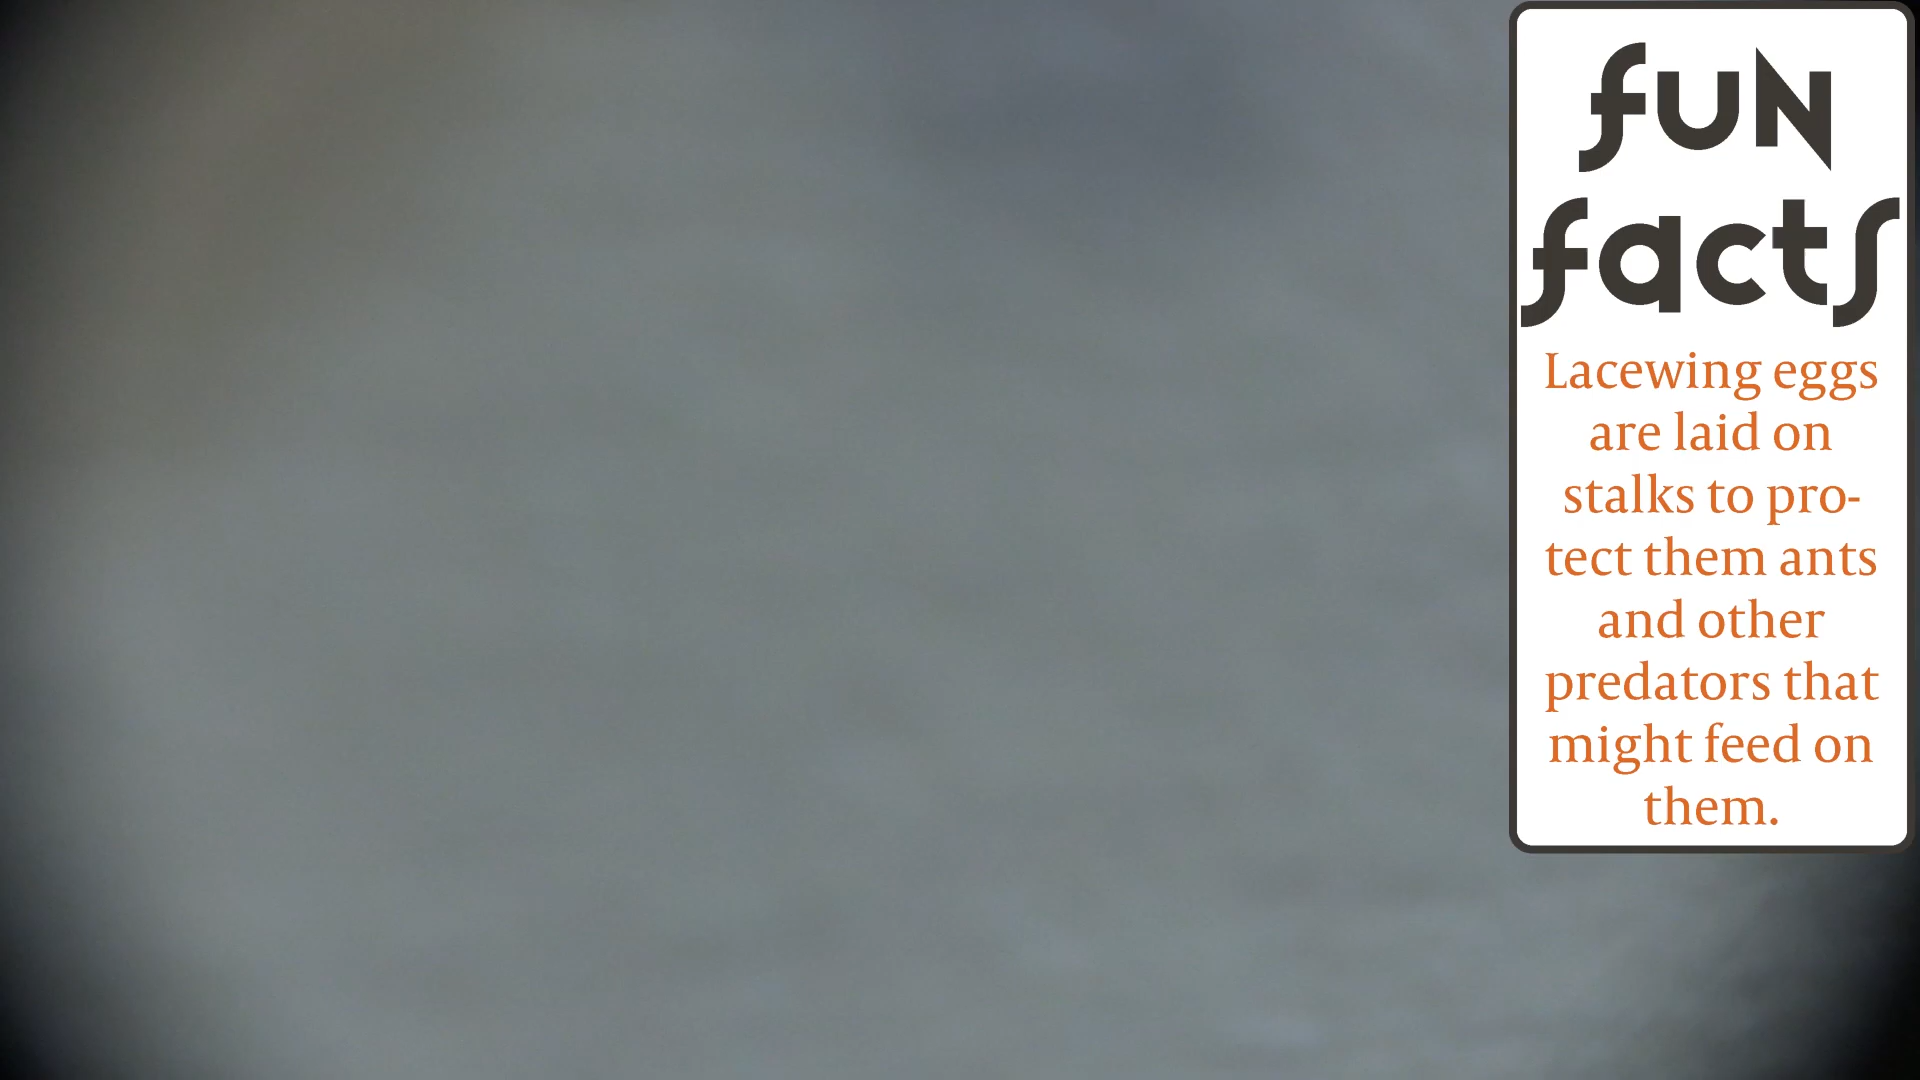 fuN
facts
Lacewing eggs
are laid on
stalks to pro-
tect them ants
and other
predators that
might feed on
them.